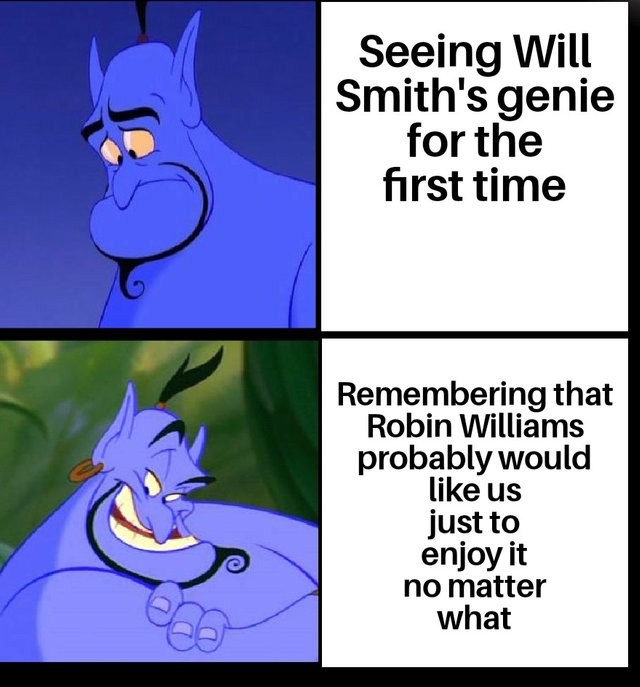 Seeing Will
Smith's genie
for the
first time
Remembering that
Robin Williams
probably would
like us
just to
enjoy it
no matter
what